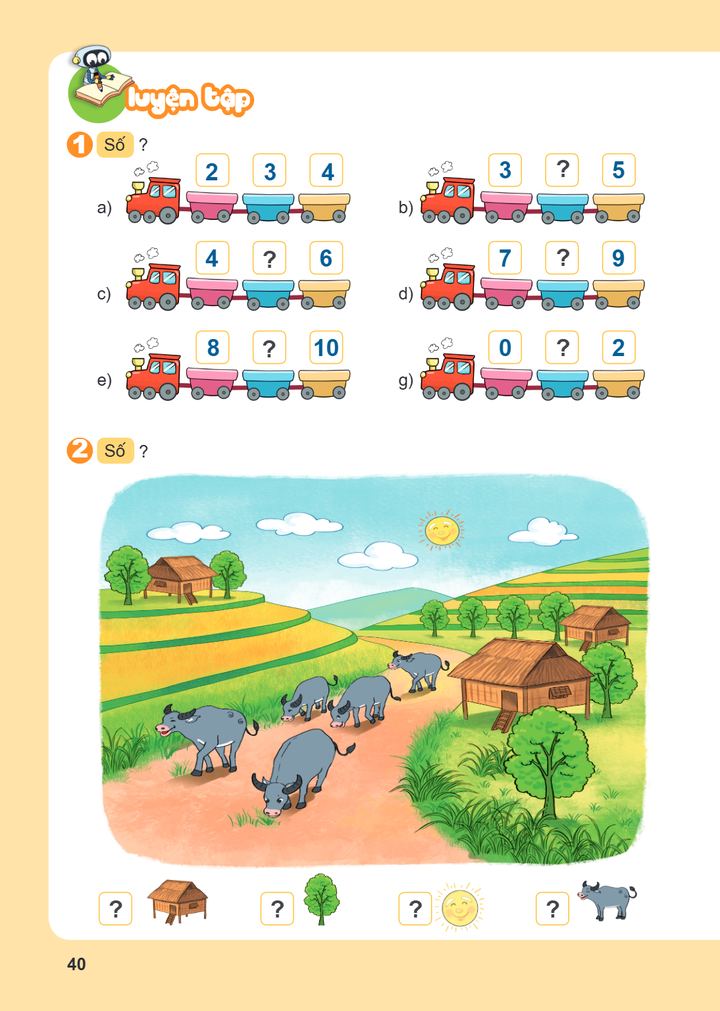 luyện tập
1 Số ?
a) 2 3 4 b) 3 ? 5
c) 4 ? 6 d) 7 ? 9
e) 8 ? 10 g) 0 ? 2
2 Số ?
? ? ? ?
40